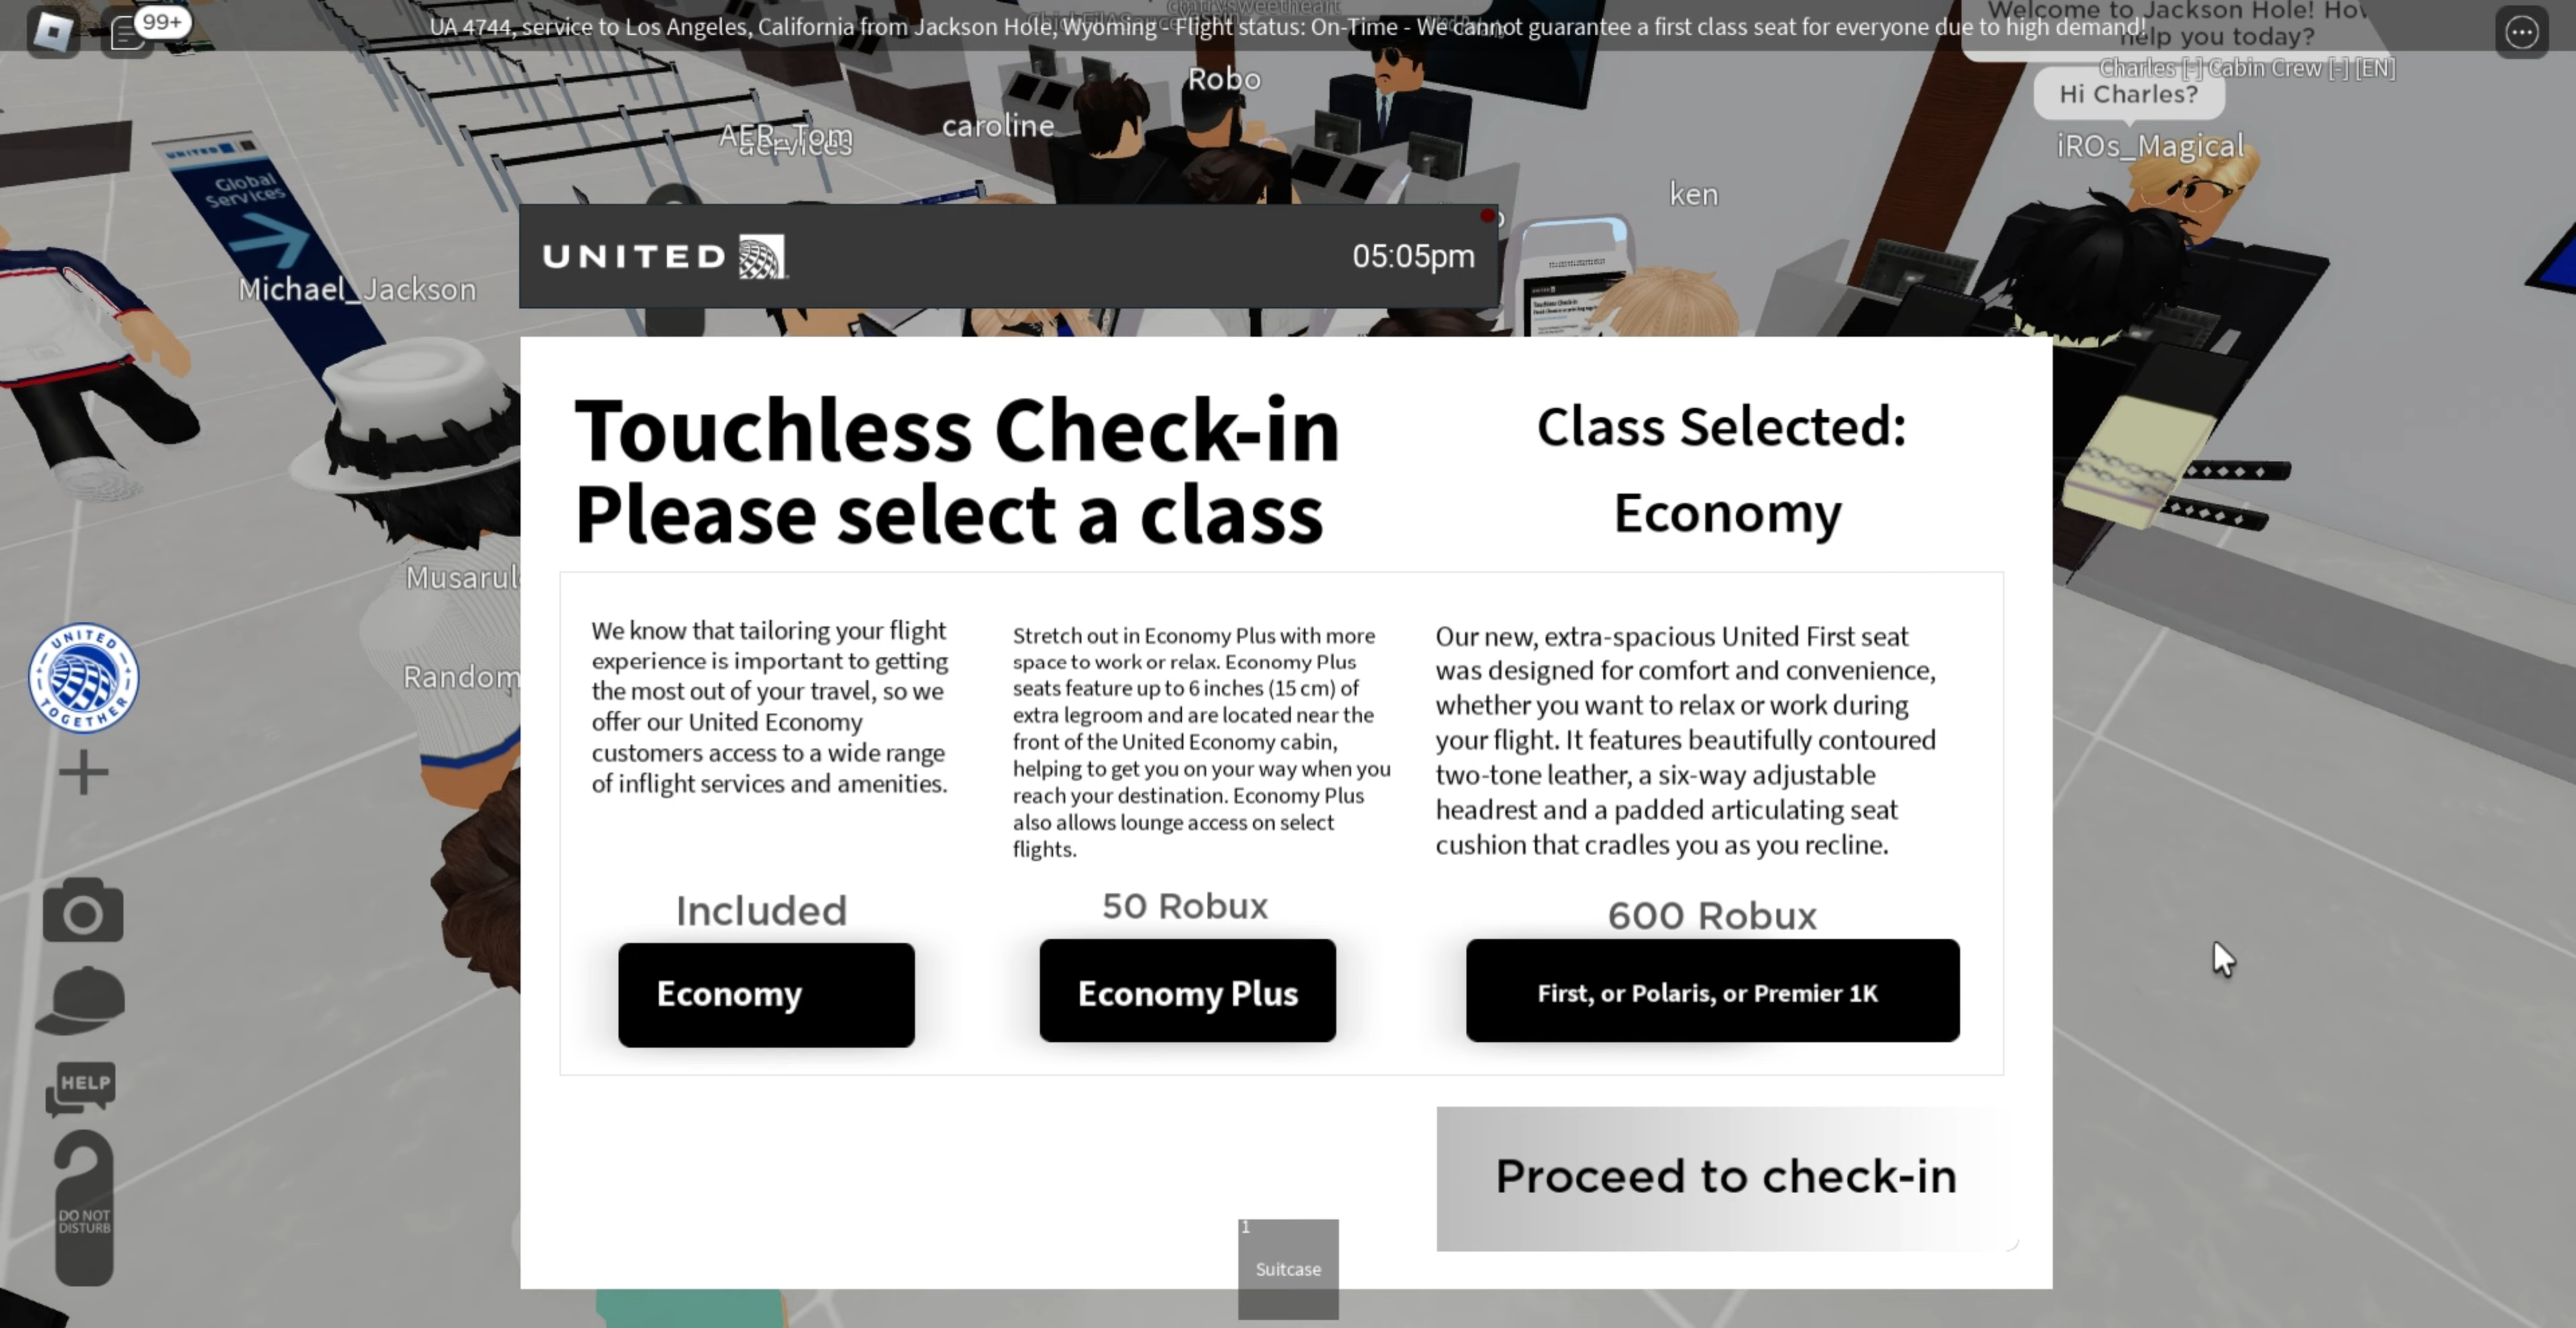 99+
UA 4744, service to Los Angeles, California from Jackson Hole, Wyoming - Flight status: On-Time - We cannot guarantee a first class seat for everyone due to high demand!
Welcome to Jackson Hole!
help you today?
Charles [-] Cabin Crew [-] [EN]
Hi Charles?
iROs_Magical
Robo
caroline
AER_Tom
ken
UNITED
Global
Services
Michael_Jackson
UNITED
05:05pm
Touchless Check-in
Please select a class
Class Selected:
Economy
Musarul
Random
UNITED
TOGETHER
We know that tailoring your flight
experience is important to getting
the most out of your travel, so we
offer our United Economy
customers access to a wide range
of inflight services and amenities.
Included
Economy
Stretch out in Economy Plus with more
space to work or relax. Economy Plus
seats feature up to 6 inches (15 cm) of
extra legroom and are located near the
front of the United Economy cabin,
helping to get you on your way when you
reach your destination. Economy Plus
also allows lounge access on select
flights.
50 Robux
Economy Plus
Our new, extra-spacious United First seat
was designed for comfort and convenience,
whether you want to relax or work during
your flight. It features beautifully contoured
two-tone leather, a six-way adjustable
headrest and a padded articulating seat
cushion that cradles you as you recline.
600 Robux
First, or Polaris, or Premier 1K
HELP
DO NOT
DISTURB
Proceed to check-in
1
Suitcase